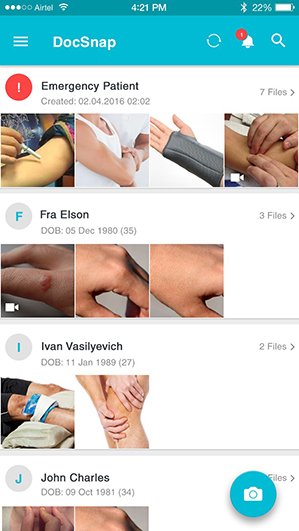 Airtel 4:21 PM 22%
DocSnap 1
! Emergency Patient 7 Files >
Created: 02.04.2016 02:02
F Fra Elson 3 Files >
DOB: 05 Dec 1980 (35)
I Ivan Vasilyevich 2 Files >
DOB: 11 Jan 1989 (27)
J John Charles Files >
DOB: 09 Oct 1981 (34)